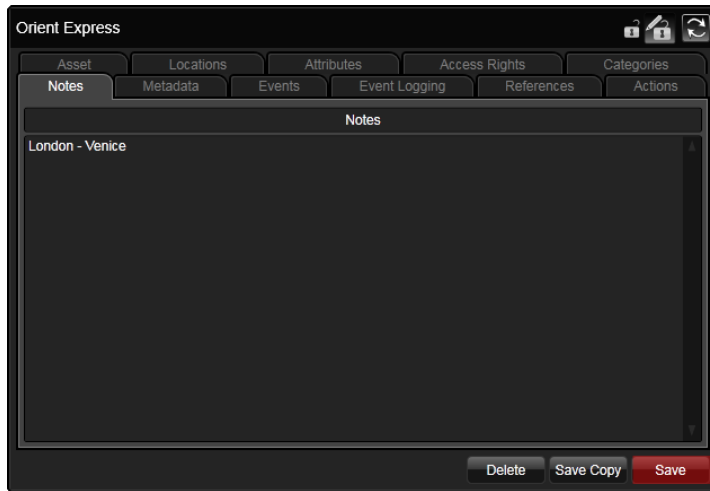 Orient Express
Asset Locations Attributes Access Rights Categories
Notes Metadata Events Event Logging References Actions
Notes
London - Venice
Delete Save Copy Save